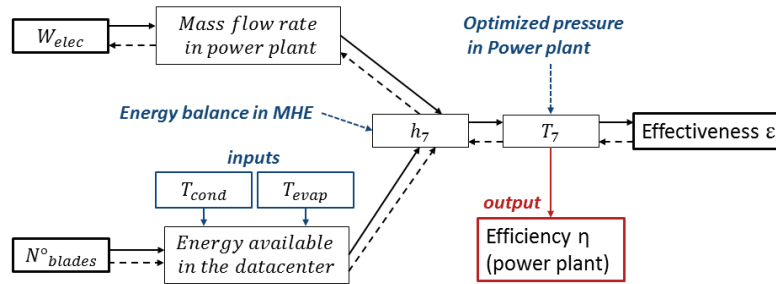 W_elec
Mass flow rate
in power plant
Optimized pressure
in Power plant
Energy balance in MHE
h_7
T_7
Effectiveness ε
inputs
T_cond
T_evap
output
N°_blades
Energy available
in the datacenter
Efficiency η
(power plant)